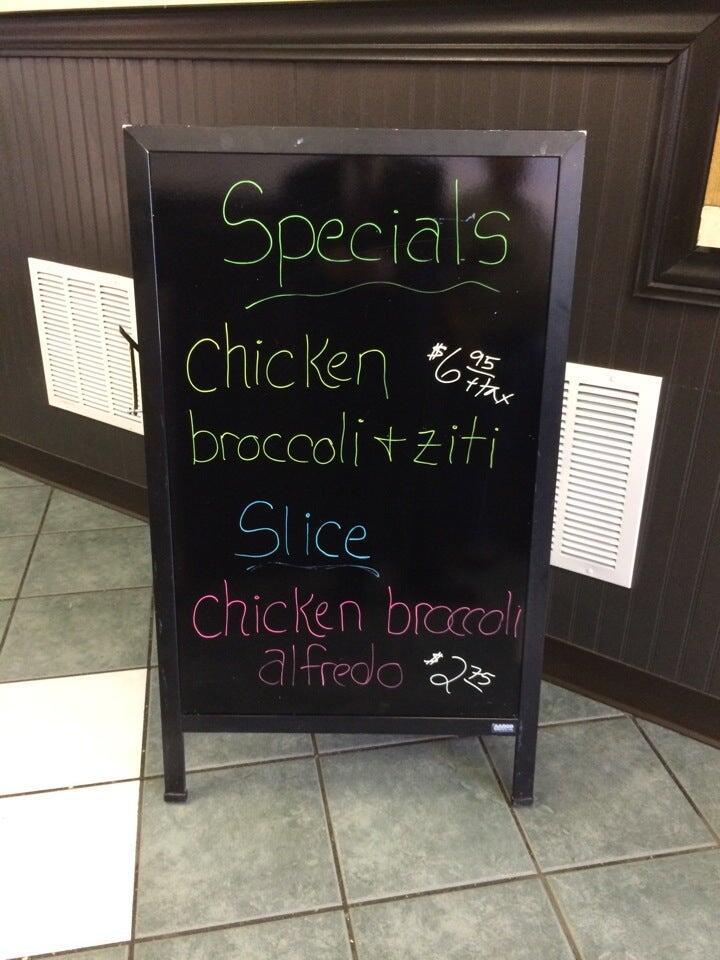 Specials
Chicken $6 95 +tax
broccoli + ziti
Slice
chicken broccoli
alfredo $2 75